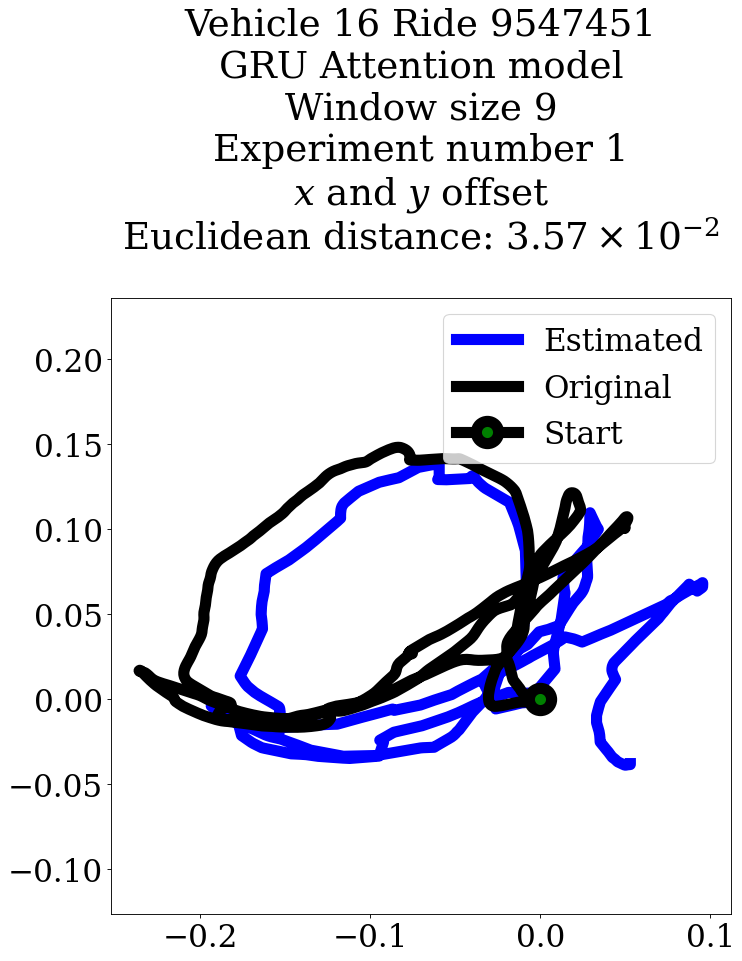 Vehicle 16 Ride 9547451
GRU Attention model
Window size 9
Experiment number 1
x and y offset
Euclidean distance: 3.57 × 10⁻²
Estimated
Original
Start
0.20
0.15
0.10
0.05
0.00
−0.05
−0.10
−0.2 −0.1 0.0 0.1